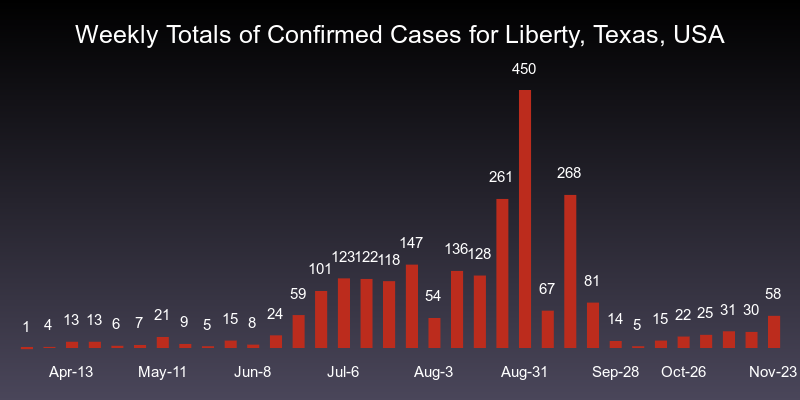 Weekly Totals of Confirmed Cases for Liberty, Texas, USA
1 4 13 13 6 7 21 9 5 15 8 24 59 101 123 122 118 147 54 136 128 261 450 67 268 81 14 5 15 22 25 31 30 58
Apr-13 May-11 Jun-8 Jul-6 Aug-3 Aug-31 Sep-28 Oct-26 Nov-23